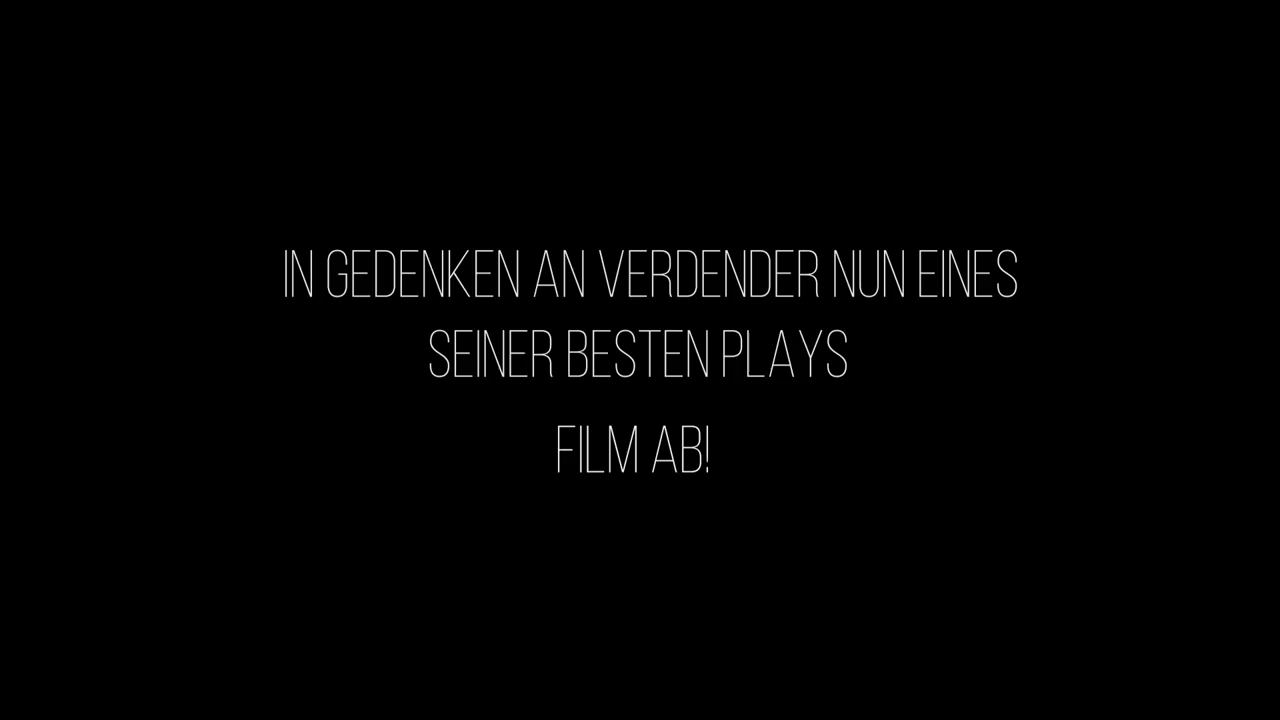 IN GEDENKEN AN VERDENDER NUN EINES
SEINER BESTEN PLAYS
FILM AB!